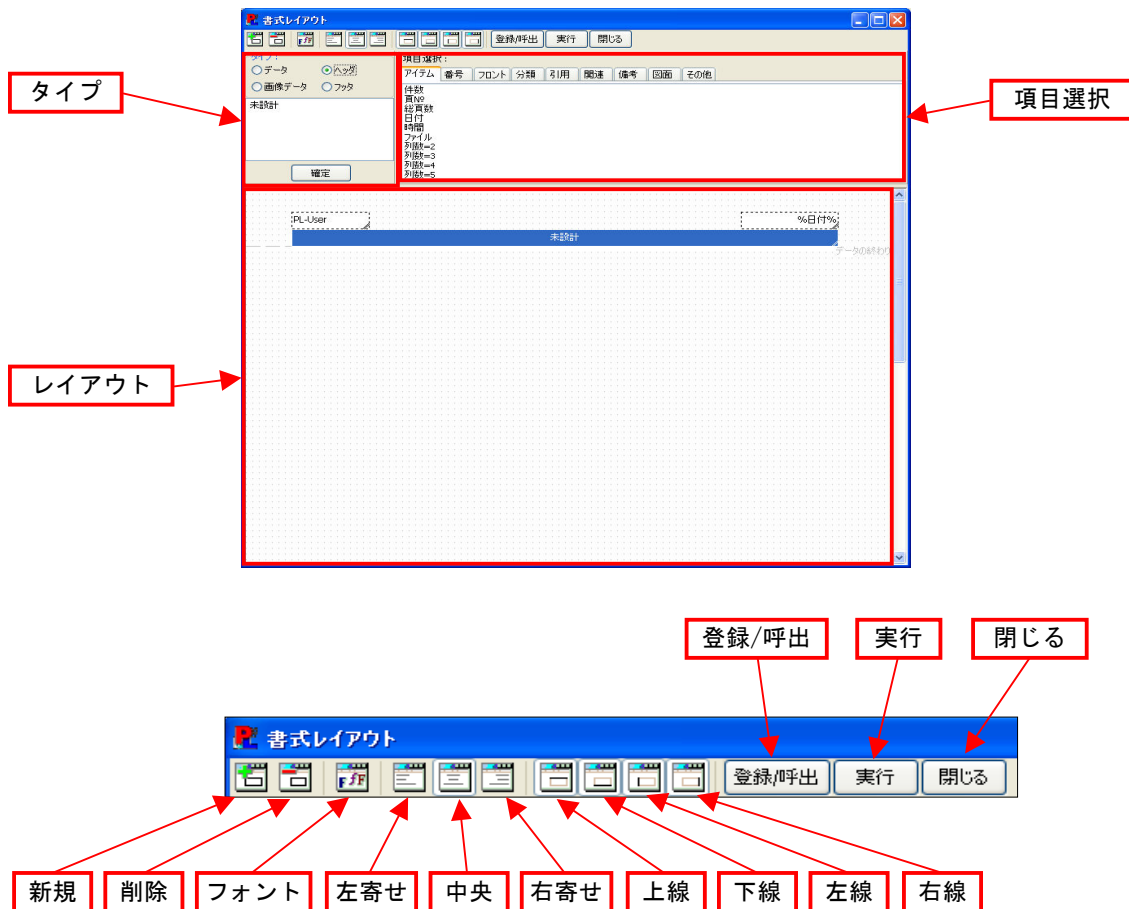 書式レイアウト
登録/呼出 実行 閉じる
タイプ:
データ ヘッダ
画像データ フッタ
未設計
確定
項目選択:
アイテム 番号 フロント 分類 引用 関連 備考 図面 その他
件数
頁№
総頁数
日付
時間
ファイル
列数=2
列数=3
列数=4
列数=5
タイプ
項目選択
PL-User %日付%
未設計
データの終わり
レイアウト
登録/呼出 実行 閉じる
書式レイアウト
登録/呼出 実行 閉じる
新規 削除 フォント 左寄せ 中央 右寄せ 上線 下線 左線 右線